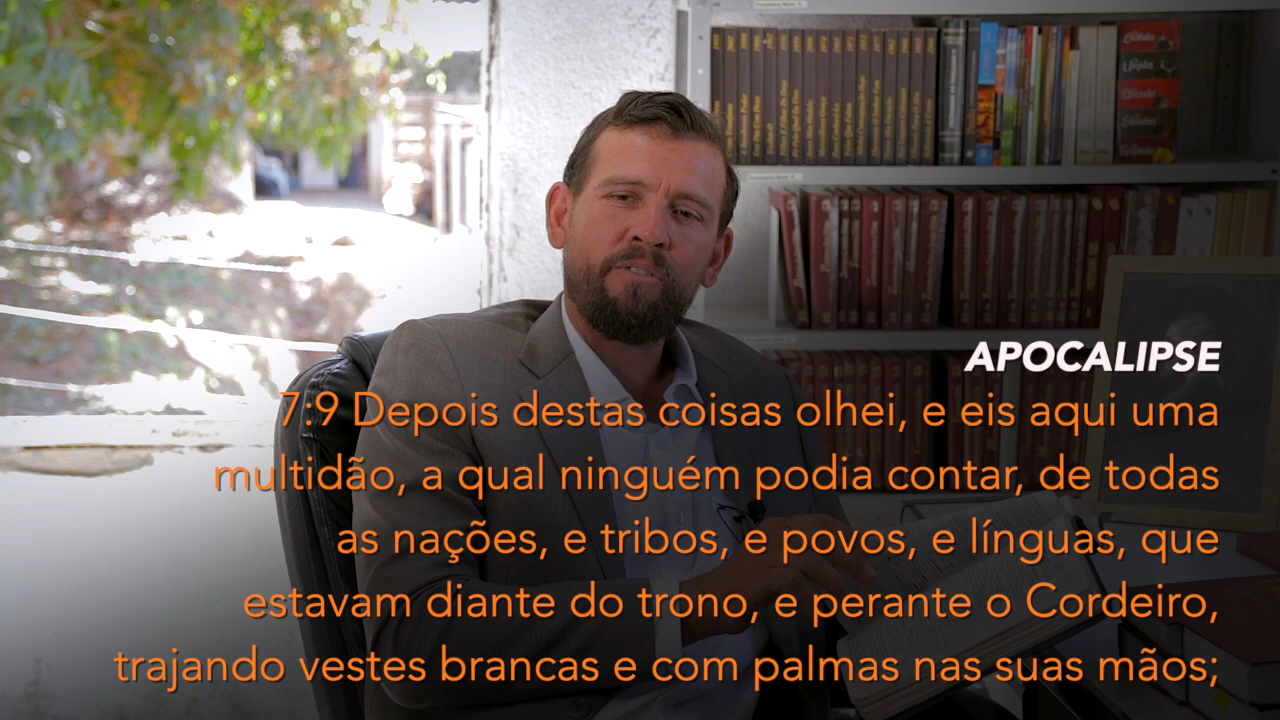 APOCALIPSE
7:9 Depois destas coisas olhei, e eis aqui uma
multidão, a qual ninguém podia contar, de todas
as nações, e tribos, e povos, e línguas, que
estavam diante do trono, e perante o Cordeiro,
trajando vestes brancas e com palmas nas suas mãos;